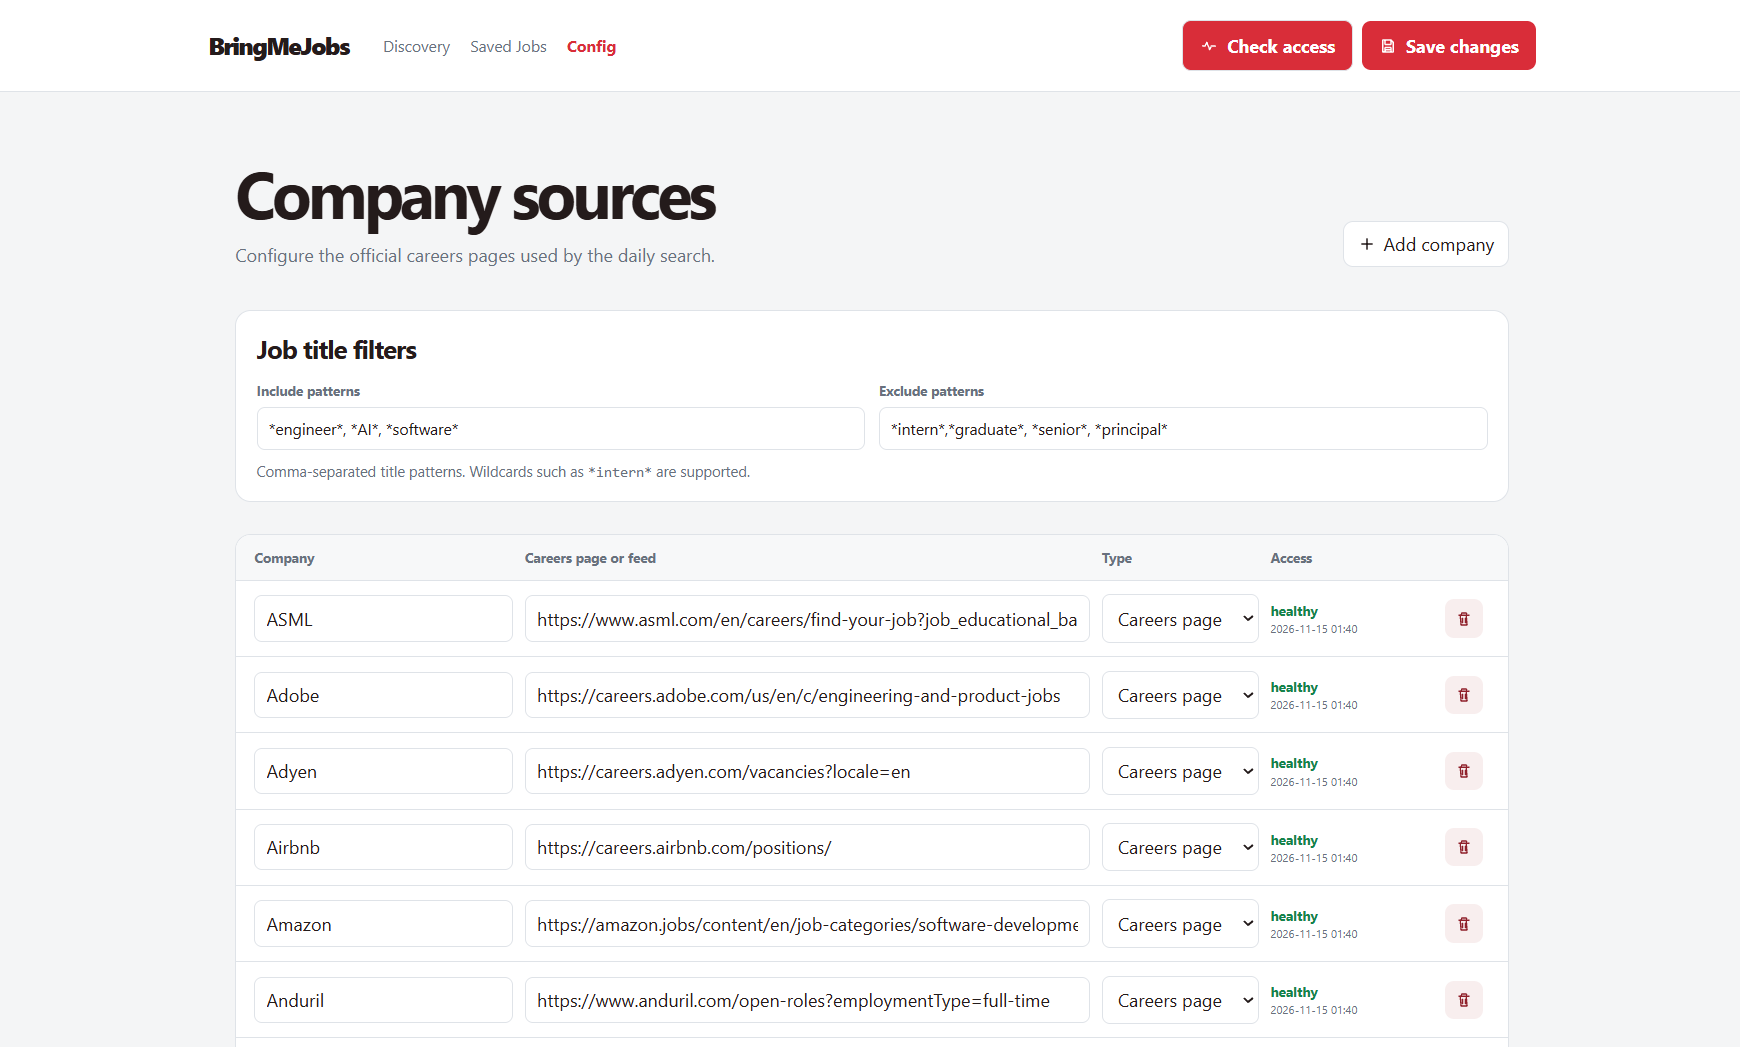 BringMeJobs Discovery Saved Jobs Config Check access Save changes
Company sources
Configure the official careers pages used by the daily search.
+ Add company
Job title filters
Include patterns Exclude patterns
*engineer*, *AI*, *software* *intern*,*graduate*, *senior*, *principal*
Comma-separated title patterns. Wildcards such as *intern* are supported.
Company Careers page or feed Type Access
ASML https://www.asml.com/en/careers/find-your-job?job_educational_ba Careers page healthy
2026-11-15 01:40
Adobe https://careers.adobe.com/us/en/c/engineering-and-product-jobs Careers page healthy
2026-11-15 01:40
Adyen https://careers.adyen.com/vacancies?locale=en Careers page healthy
2026-11-15 01:40
Airbnb https://careers.airbnb.com/positions/ Careers page healthy
2026-11-15 01:40
Amazon https://amazon.jobs/content/en/job-categories/software-developme Careers page healthy
2026-11-15 01:40
Anduril https://www.anduril.com/open-roles?employmentType=full-time Careers page healthy
2026-11-15 01:40